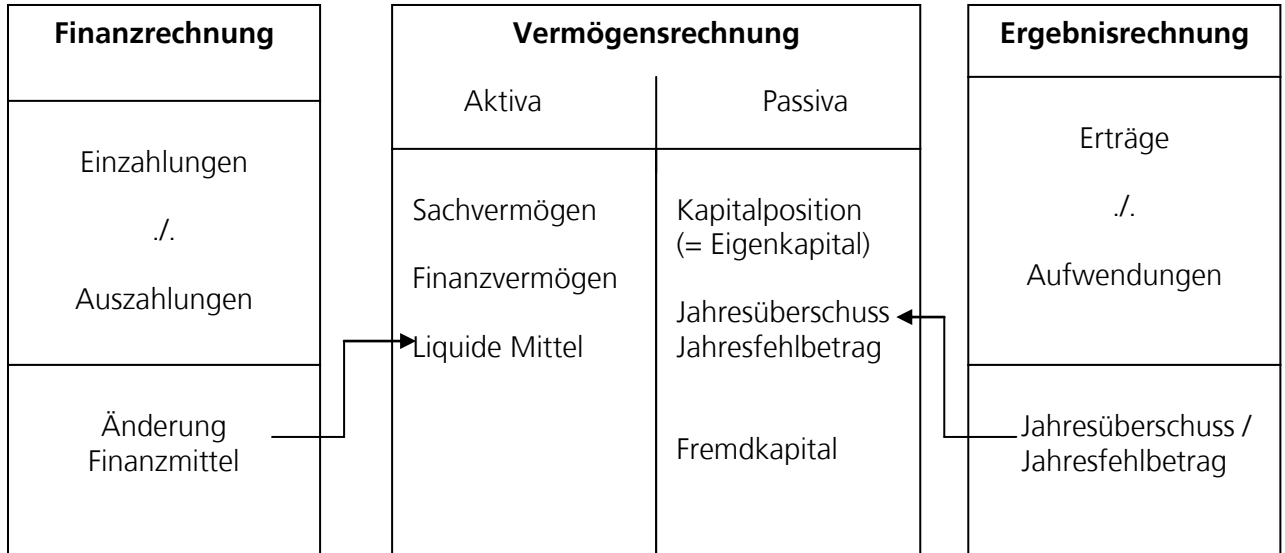 Finanzrechnung
Einzahlungen
./.
Auszahlungen
Änderung
Finanzmittel
Vermögensrechnung
Aktiva
Passiva
Sachvermögen
Finanzvermögen
Liquide Mittel
Kapitalposition
(= Eigenkapital)
Jahresüberschuss
Jahresfehlbetrag
Fremdkapital
Ergebnisrechnung
Erträge
./.
Aufwendungen
Jahresüberschuss /
Jahresfehlbetrag